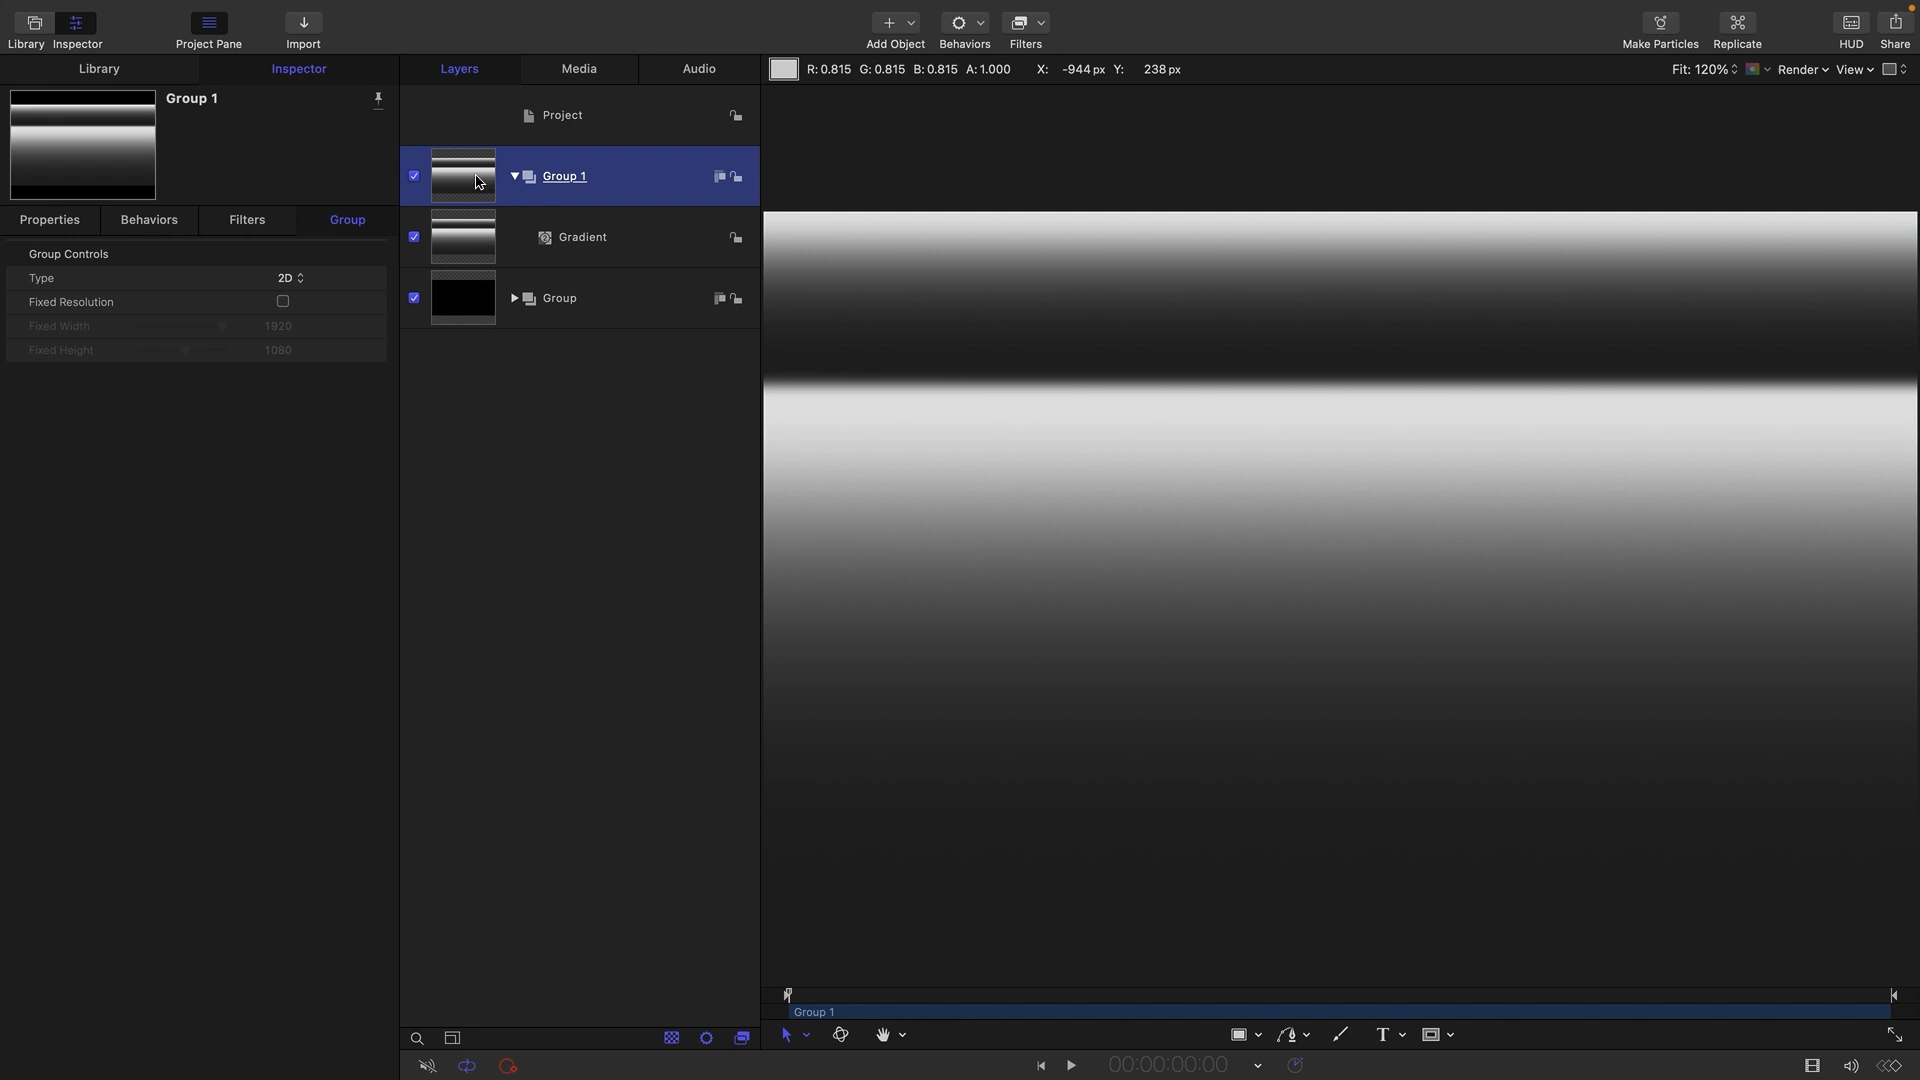 Library Inspector
Project Pane
Import
Add Object
Behaviors
Filters
Make Particles
Replicate
HUD
Share
Library
Inspector
Layers
Media
Audio
R: 0.815 G: 0.815 B: 0.815 A: 1.000
X: -944 px Y: 238 px
Fit: 120%
Render
View
Group 1
Project
Group 1
Gradient
Group
Properties
Behaviors
Filters
Group
Group Controls
Type 2D
Fixed Resolution
Fixed Width 1920
Fixed Height 1080
Group 1
T
00:00:00:00